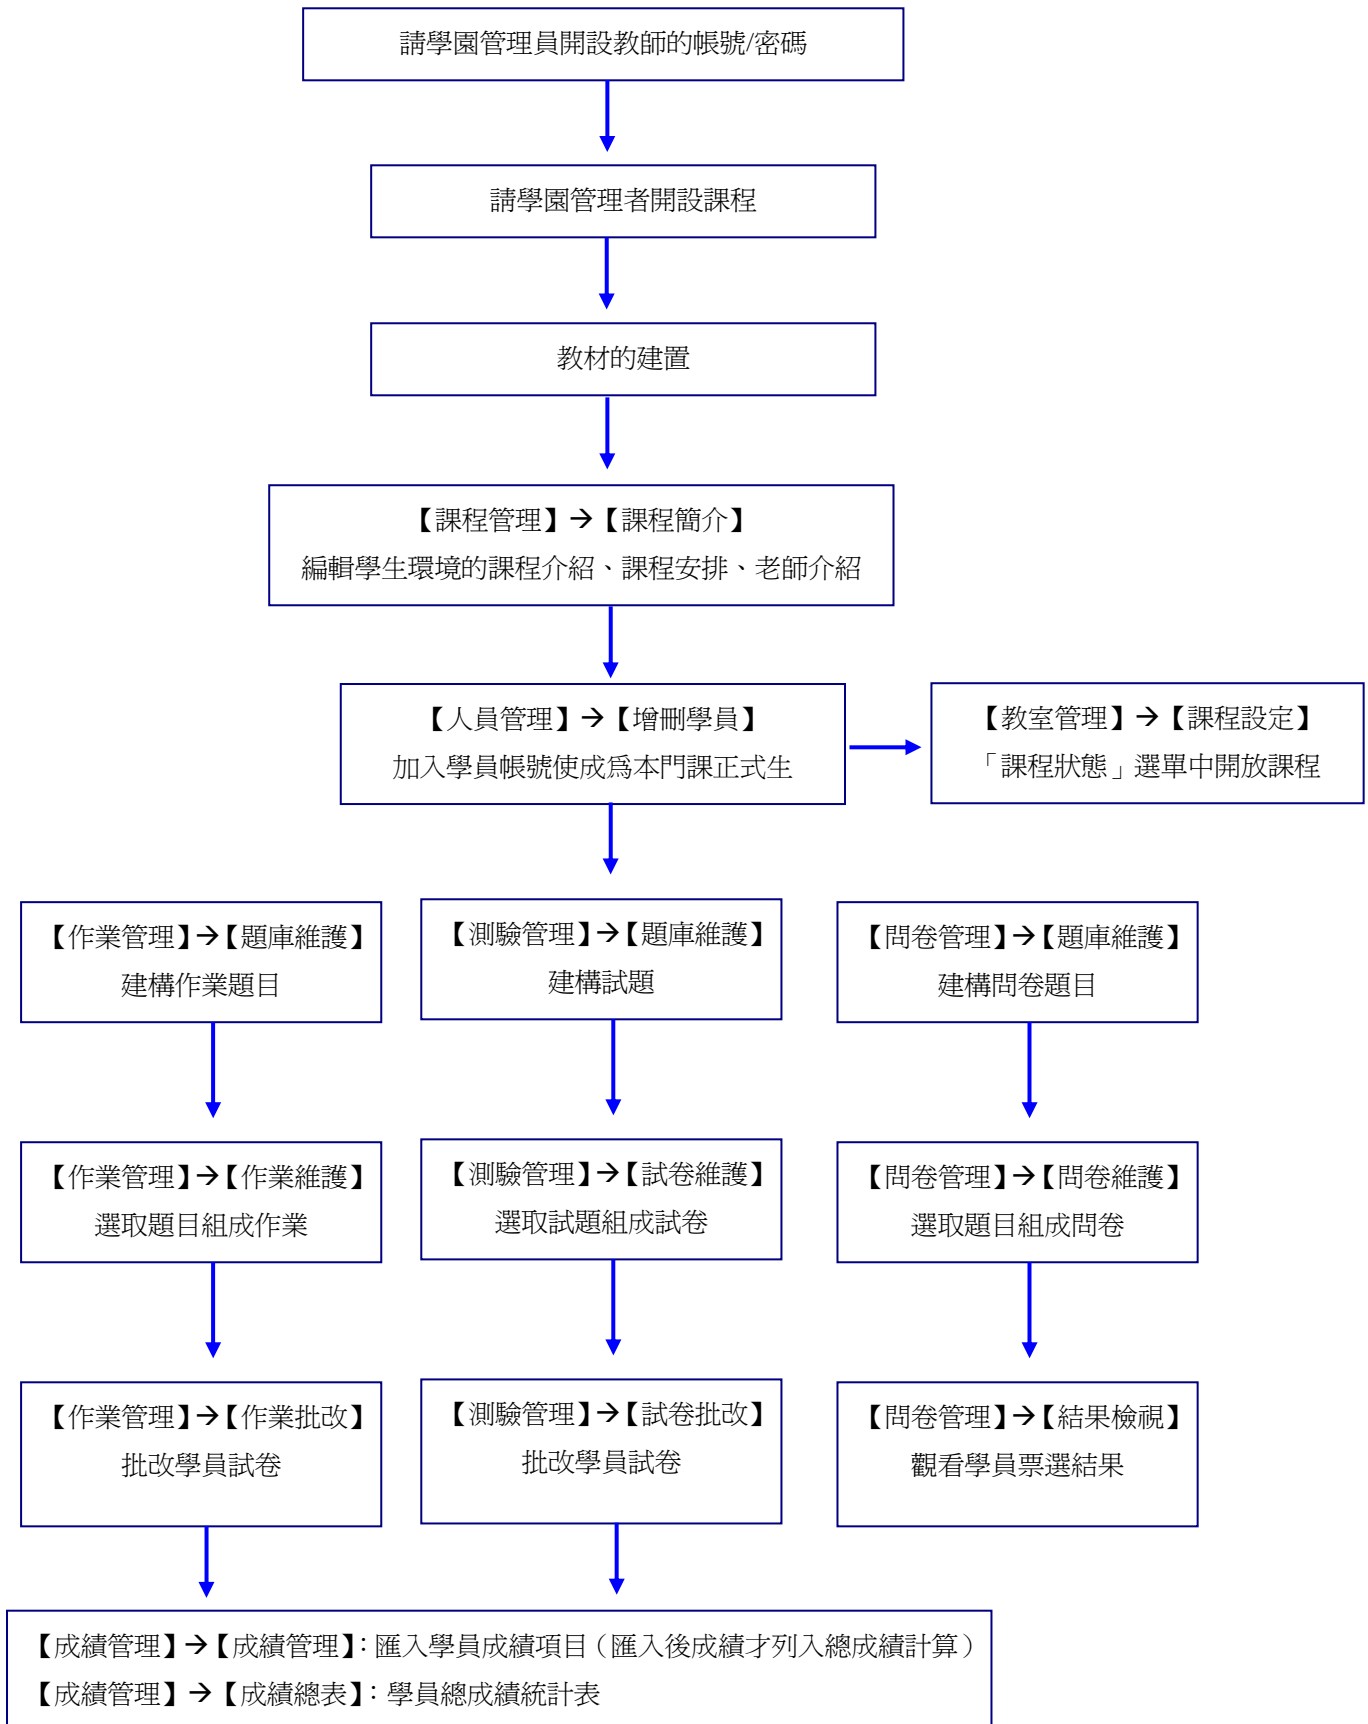 請學園管理員開設教師的帳號/密碼
請學園管理者開設課程
教材的建置
【課程管理】→【課程簡介】
編輯學生環境的課程介紹、課程安排、老師介紹
【人員管理】→【增刪學員】
加入學員帳號使成爲本門課正式生
【教室管理】→【課程設定】
「課程狀態」選單中開放課程
【作業管理】→【題庫維護】
建構作業題目
【測驗管理】→【題庫維護】
建構試題
【問卷管理】→【題庫維護】
建構問卷題目
【作業管理】→【作業維護】
選取題目組成作業
【測驗管理】→【試卷維護】
選取試題組成試卷
【問卷管理】→【問卷維護】
選取題目組成問卷
【作業管理】→【作業批改】
批改學員試卷
【測驗管理】→【試卷批改】
批改學員試卷
【問卷管理】→【結果檢視】
觀看學員票選結果
【成績管理】→【成績管理】：匯入學員成績項目（匯入後成績才列入總成績計算）
【成績管理】→【成績總表】：學員總成績統計表